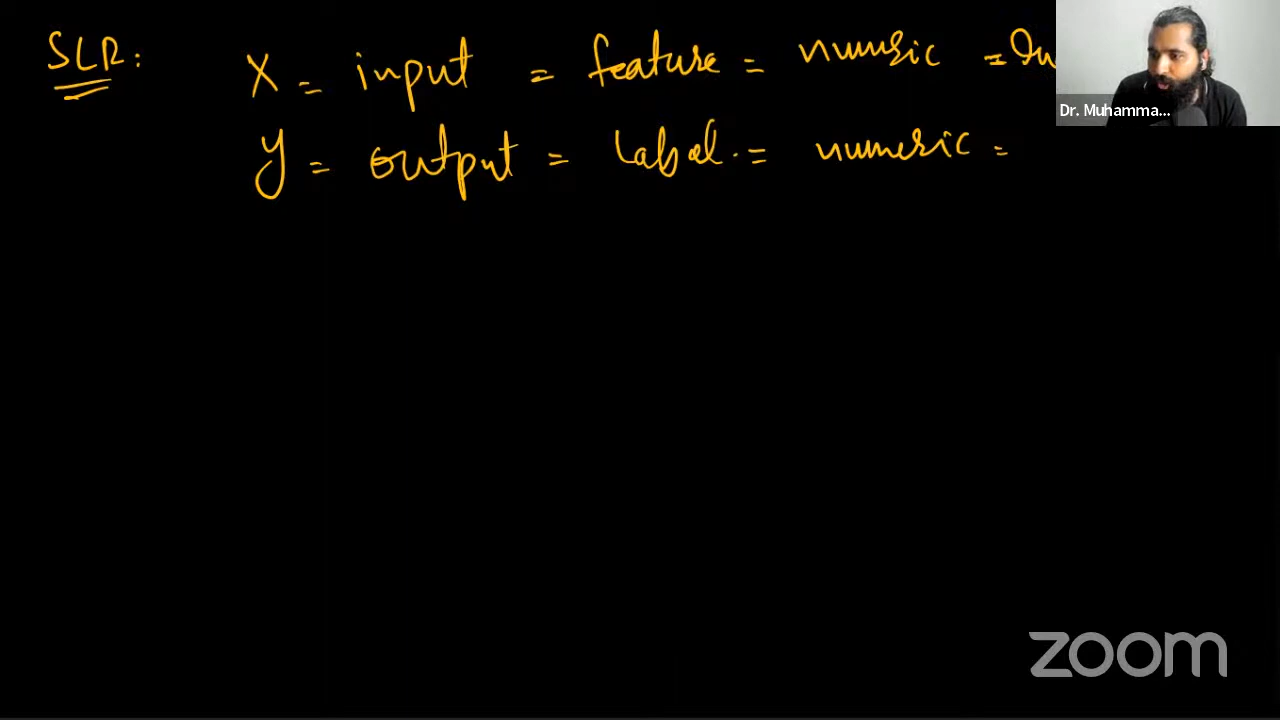 SLR: X = input = feature = numeric =
Y = output = label. = numeric =
Dr. Muhamma...
zoom